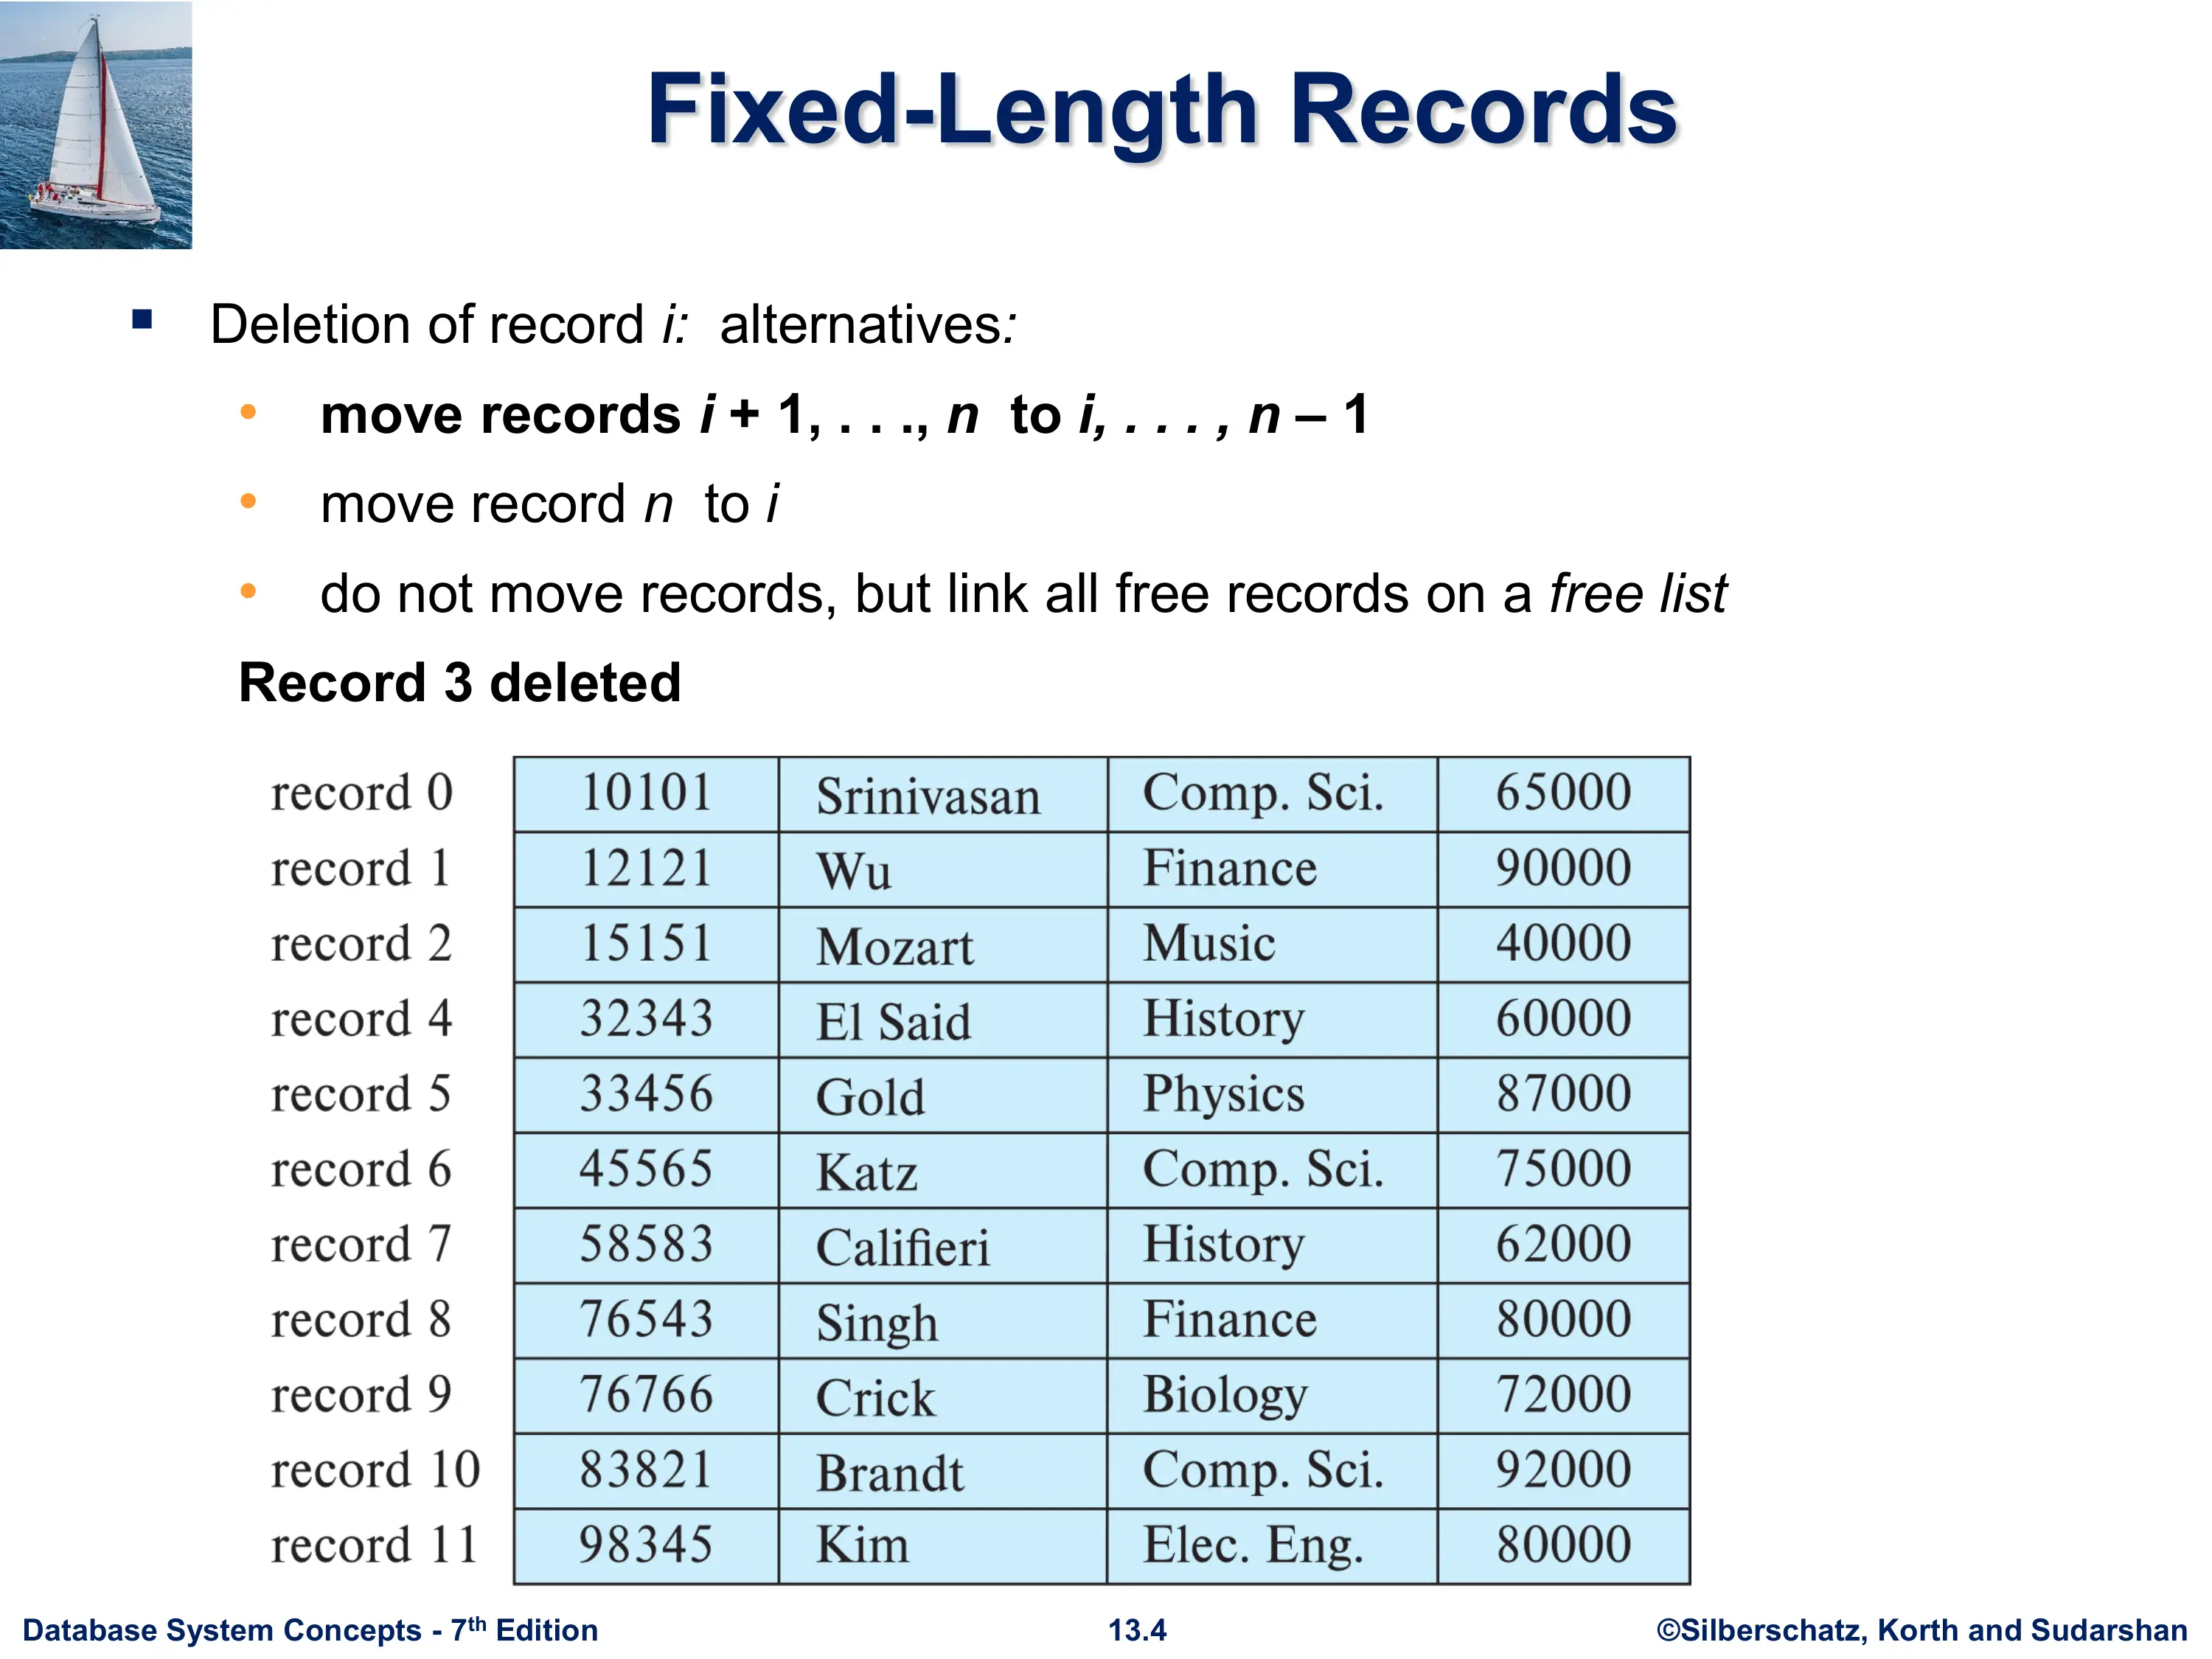 Fixed-Length Records
▪ Deletion of record i: alternatives:
• move records i + 1, . . ., n to i, . . . , n – 1
• move record n to i
• do not move records, but link all free records on a free list
Record 3 deleted
record 0 10101 Srinivasan Comp. Sci. 65000
record 1 12121 Wu Finance 90000
record 2 15151 Mozart Music 40000
record 4 32343 El Said History 60000
record 5 33456 Gold Physics 87000
record 6 45565 Katz Comp. Sci. 75000
record 7 58583 Califieri History 62000
record 8 76543 Singh Finance 80000
record 9 76766 Crick Biology 72000
record 10 83821 Brandt Comp. Sci. 92000
record 11 98345 Kim Elec. Eng. 80000
Database System Concepts - 7th Edition 13.4 ©Silberschatz, Korth and Sudarshan